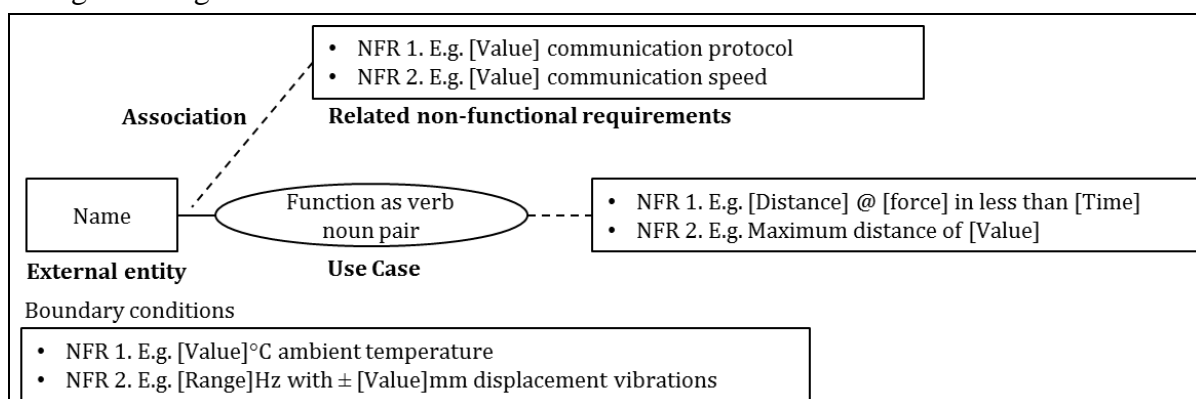 • NFR 1. E.g. [Value] communication protocol
• NFR 2. E.g. [Value] communication speed
Association
Related non-functional requirements
Name
Function as verb
noun pair
• NFR 1. E.g. [Distance] @ [force] in less than [Time]
• NFR 2. E.g. Maximum distance of [Value]
External entity
Use Case
Boundary conditions
• NFR 1. E.g. [Value]°C ambient temperature
• NFR 2. E.g. [Range]Hz with ± [Value]mm displacement vibrations